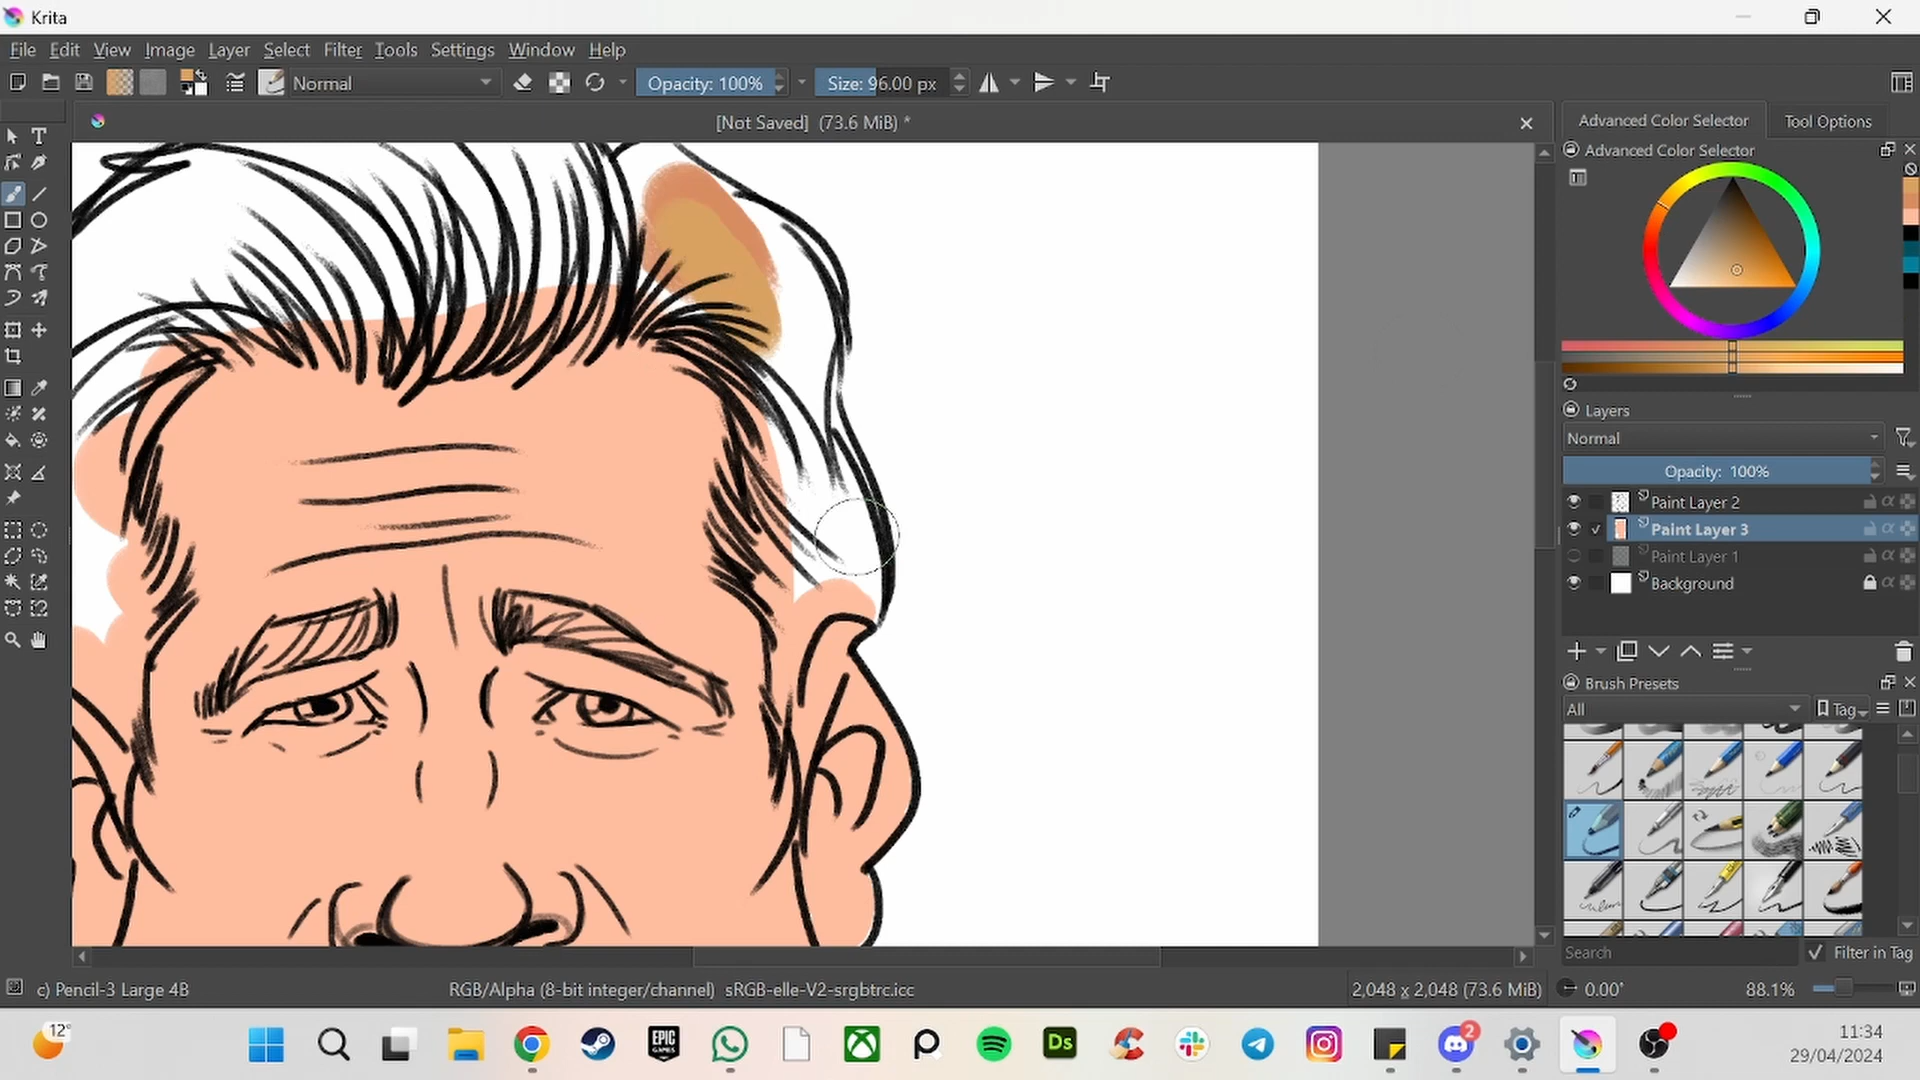 Krita
File Edit View Image Layer Select Filter Tools Settings Window Help
Normal Opacity: 100% Size: 96.00 px
[Not Saved] (73.6 MiB) *
Advanced Color Selector Tool Options
Advanced Color Selector
Layers
Normal
Opacity: 100%
Paint Layer 2
Paint Layer 3
Paint Layer 1
Background
Brush Presets
All Tag
Search Filter in Tag
c) Pencil-3 Large 4B RGB/Alpha (8-bit integer/channel) sRGB-elle-V2-srgbtrc.icc 2,048 x 2,048 (73.6 MiB) 0.00° 88.1%
12°
EPIC GAMES
Ds
2
11:34
29/04/2024